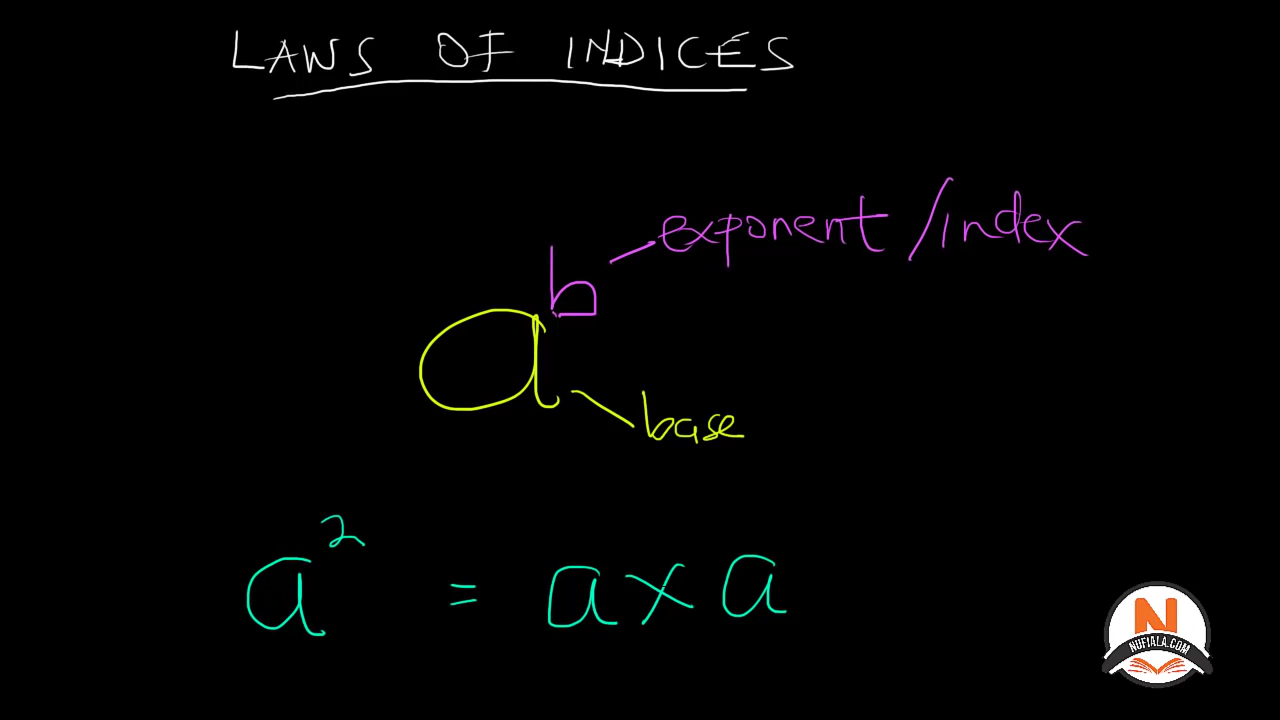 LAWS OF INDICES
b exponent/index
a base
a² = a x a
N
NUFIALA.COM